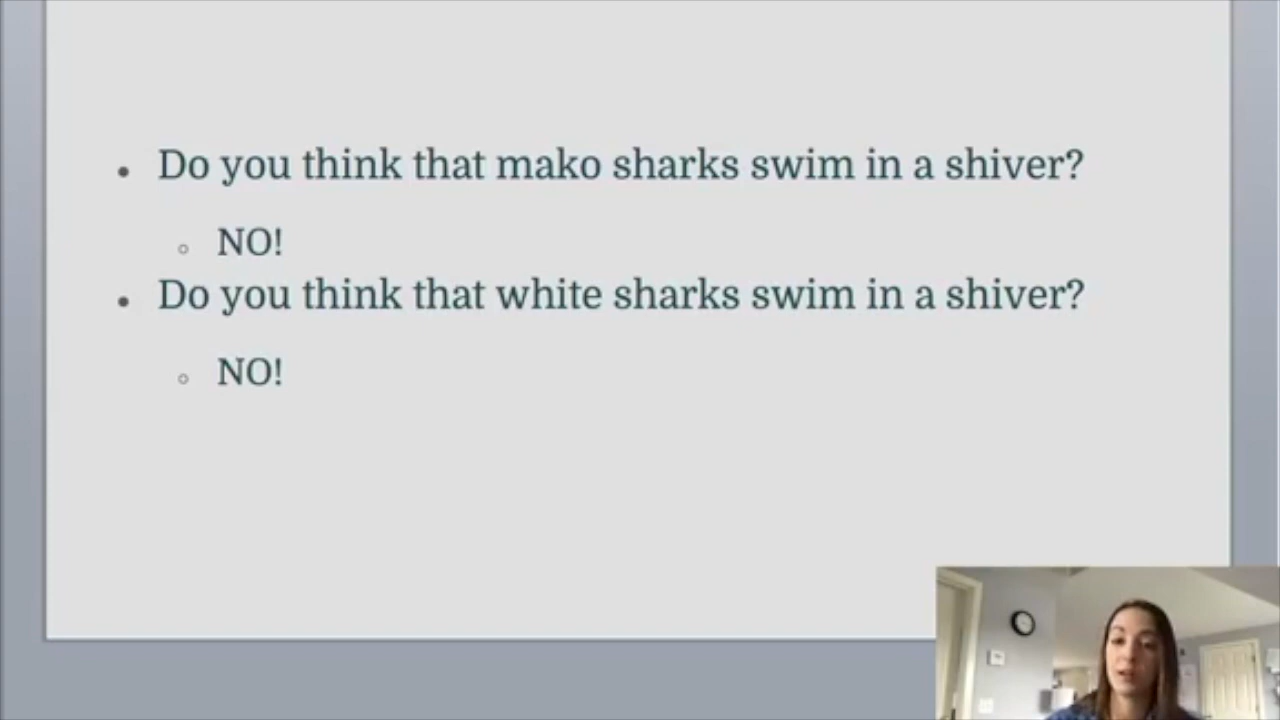 Do you think that mako sharks swim in a shiver?
NO!
Do you think that white sharks swim in a shiver?
NO!